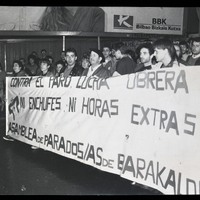 BBK
Bilbao Bizkaia Kutxa
CONTRA EL PARO LUCHA OBRERA
NI ENCHUFES NI HORAS EXTRAS
ASAMBLEA DE PARADOS/AS DE BARAKALDO